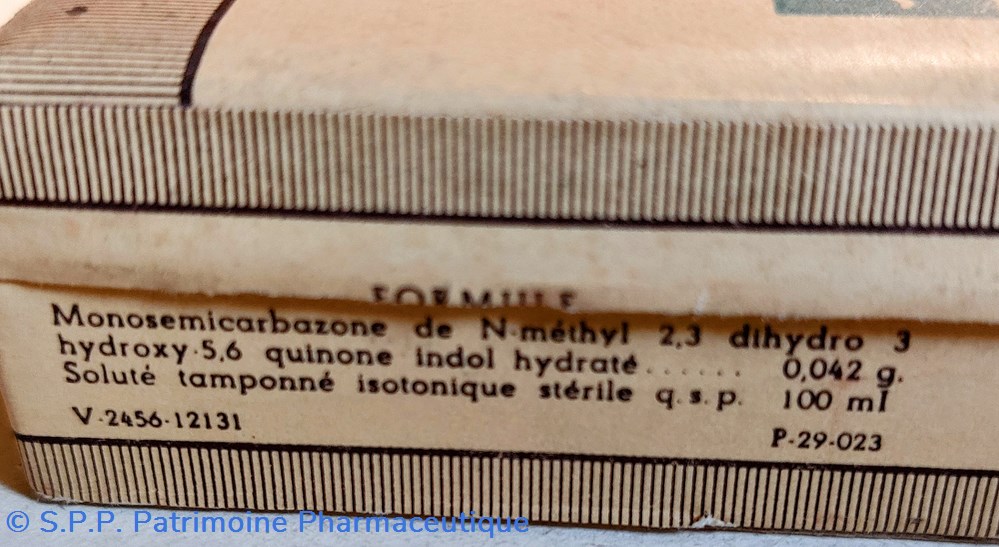 FORMULE
Monosemicarbazone de N-méthyl 2,3 dihydro 3
hydroxy-5,6 quinone indol hydraté...... 0,042 g.
Soluté tamponné isotonique stérile q.s.p. 100 ml
V-2456-12131
P-29-023
© S.P.P. Patrimoine Pharmaceutique